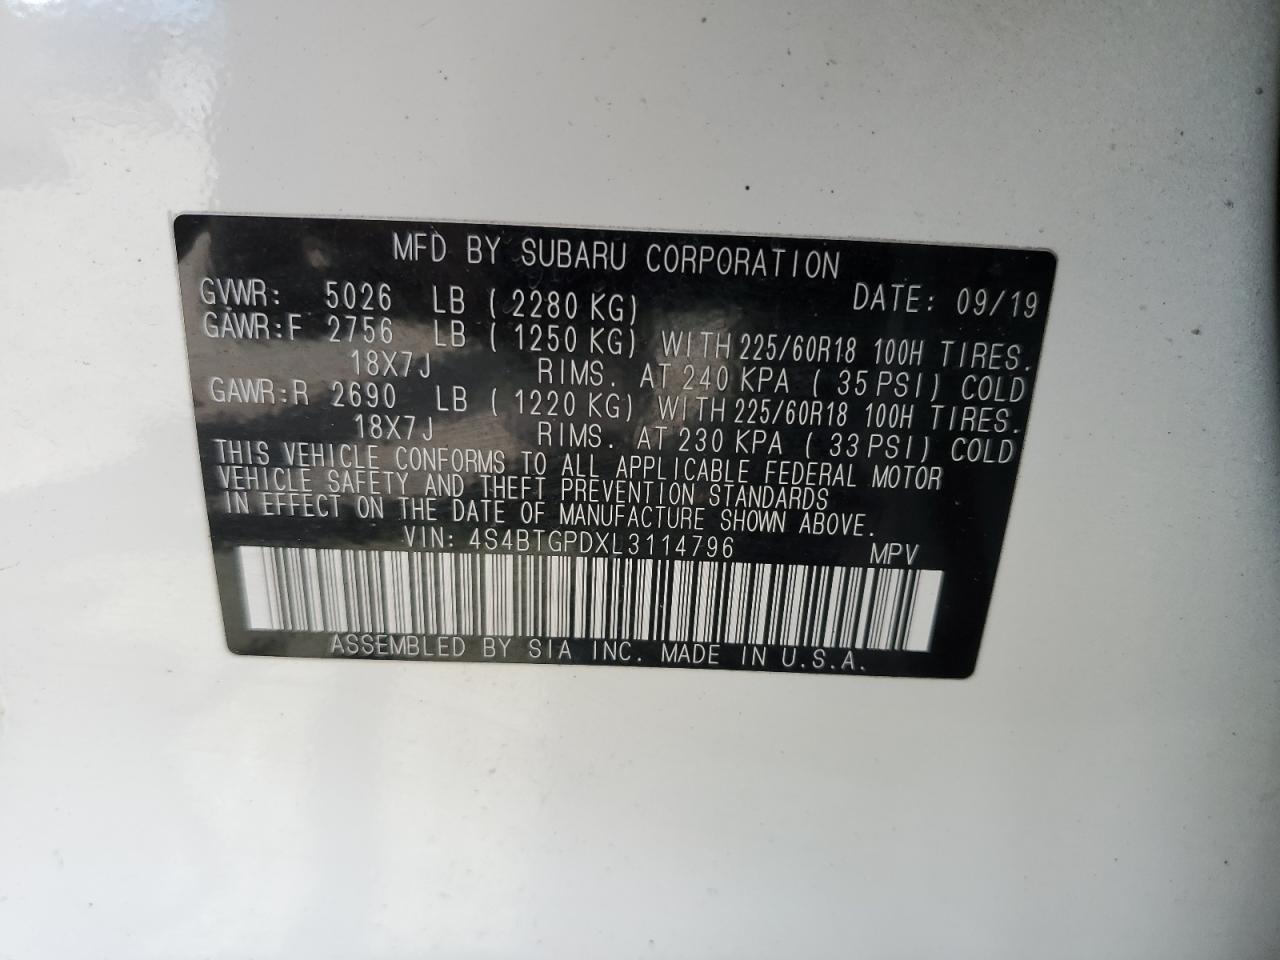 MFD BY SUBARU CORPORATION
GVWR: 5026 LB ( 2280 KG) DATE: 09/19
GAWR:F 2756 LB ( 1250 KG) WITH 225/60R18 100H TIRES.
18X7J RIMS. AT 240 KPA ( 35 PSI) COLD
GAWR:R 2690 LB ( 1220 KG) WITH 225/60R18 100H TIRES.
18X7J RIMS. AT 230 KPA ( 33 PSI) COLD
THIS VEHICLE CONFORMS TO ALL APPLICABLE FEDERAL MOTOR
VEHICLE SAFETY AND THEFT PREVENTION STANDARDS
IN EFFECT ON THE DATE OF MANUFACTURE SHOWN ABOVE.
VIN: 4S4BTGPDXL3114796 MPV
ASSEMBLED BY SIA INC. MADE IN U.S.A.